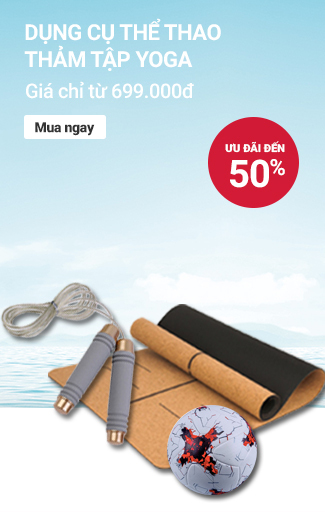 DỤNG CỤ THỂ THAO
THẢM TẬP YOGA
Giá chỉ từ 699.000đ
Mua ngay
ƯU ĐÃI ĐẾN
50%